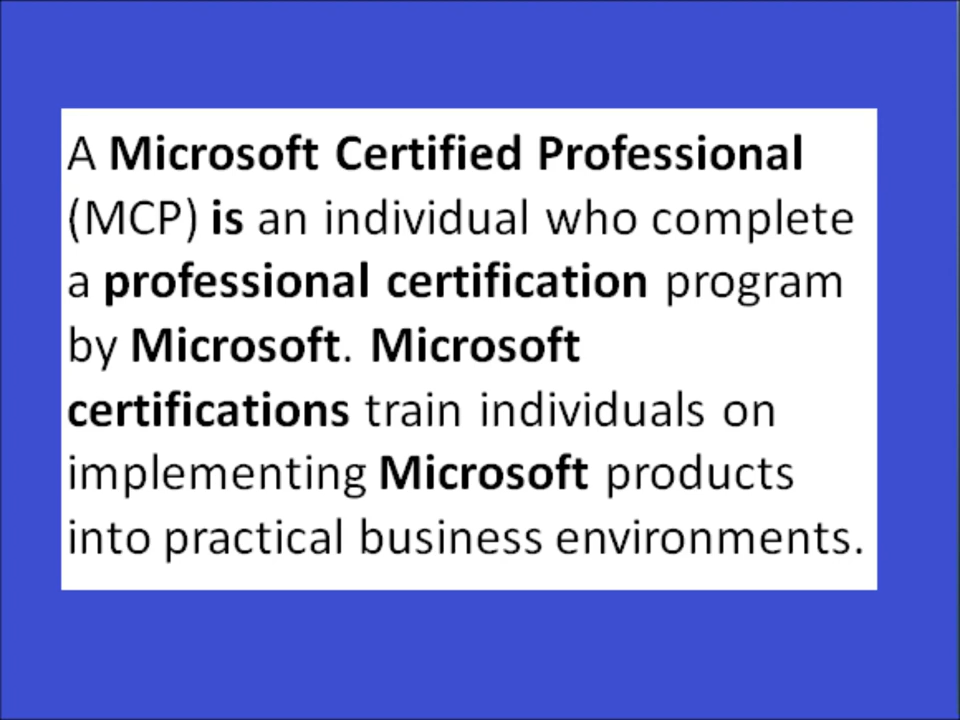 A Microsoft Certified Professional
(MCP) is an individual who complete
a professional certification program
by Microsoft. Microsoft
certifications train individuals on
implementing Microsoft products
into practical business environments.